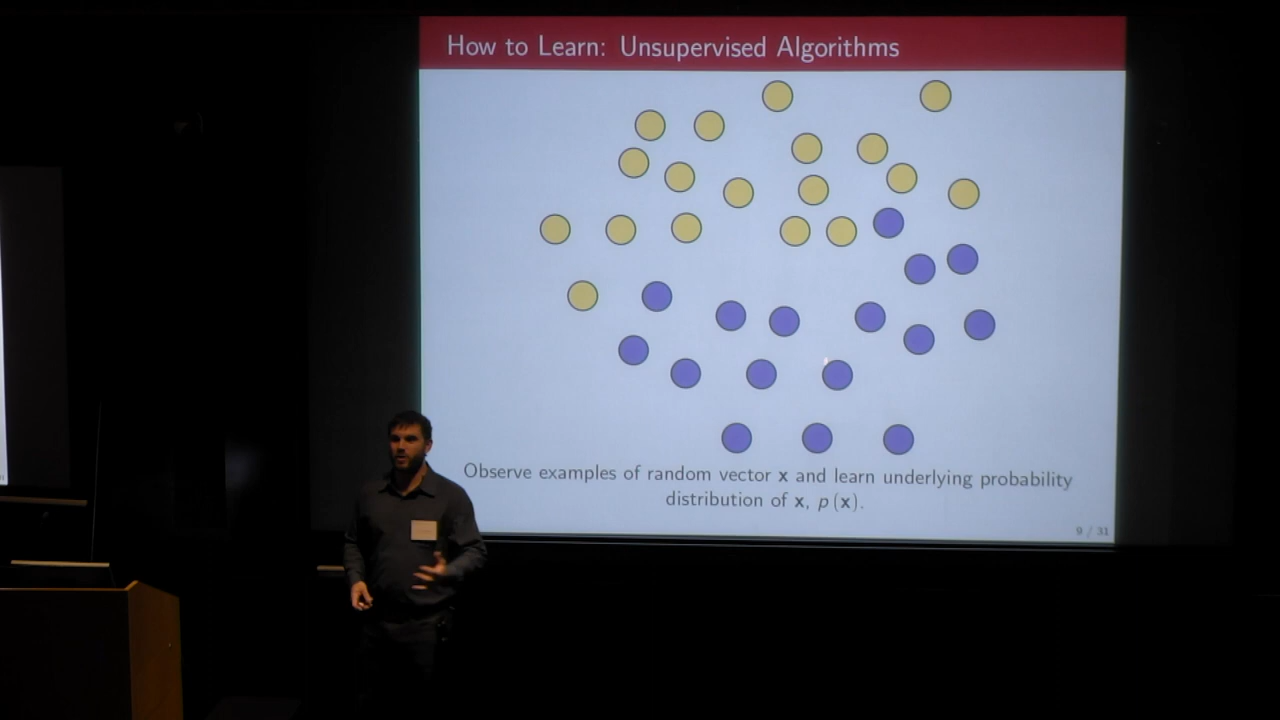 How to Learn: Unsupervised Algorithms
Observe examples of random vector x and learn underlying probability
distribution of x, p (x).
9 / 31